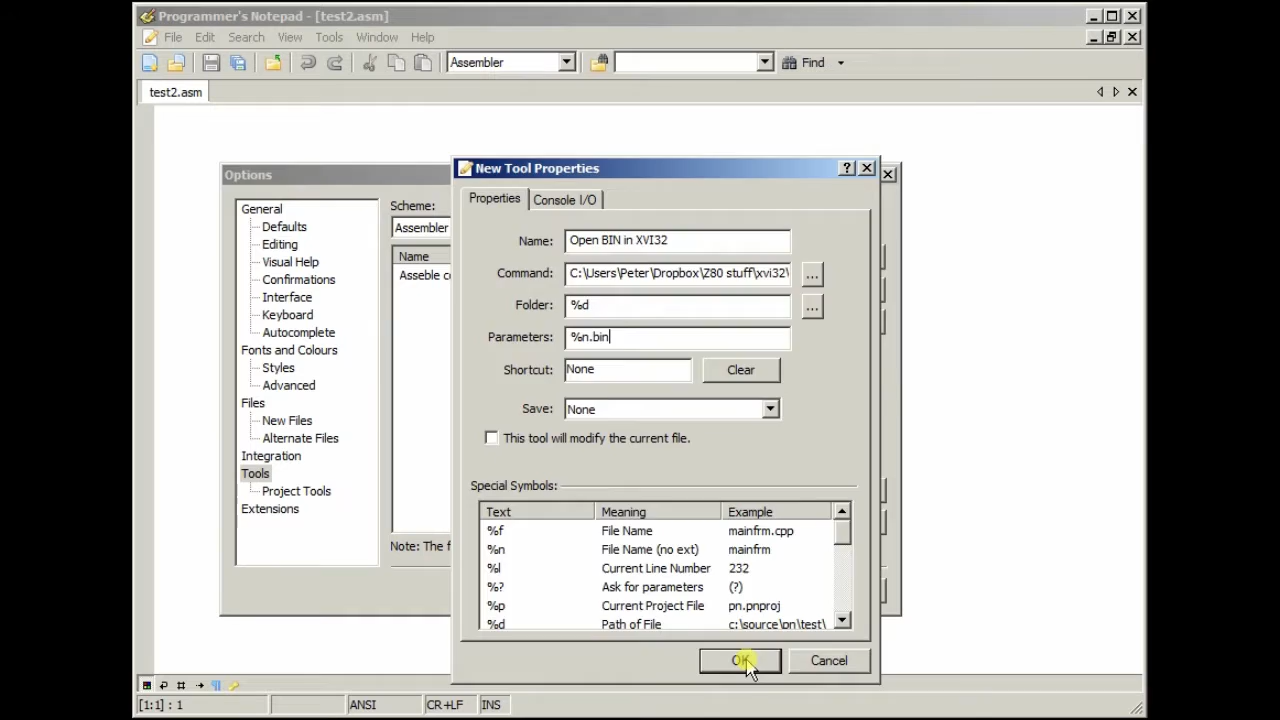 Programmer's Notepad - [test2.asm]
File Edit Search View Tools Window Help
Assembler Find
test2.asm
Options
General
Defaults
Editing
Visual Help
Confirmations
Interface
Keyboard
Autocomplete
Fonts and Colours
Styles
Advanced
Files
New Files
Alternate Files
Integration
Tools
Project Tools
Extensions
Scheme:
Assembler
Name
Asseble co
Note: The f
New Tool Properties
Properties Console I/O
Name: Open BIN in XVI32
Command: C:\Users\Peter\Dropbox\Z80 stuff\xvi32\ ...
Folder: %d ...
Parameters: %n.bin
Shortcut: None Clear
Save: None
This tool will modify the current file.
Special Symbols:
Text Meaning Example
%f File Name mainfrm.cpp
%n File Name (no ext) mainfrm
%l Current Line Number 232
%? Ask for parameters (?)
%p Current Project File pn.pnproj
%d Path of File c:\source\pn\test\
OK Cancel
[1:1] : 1 ANSI CR+LF INS